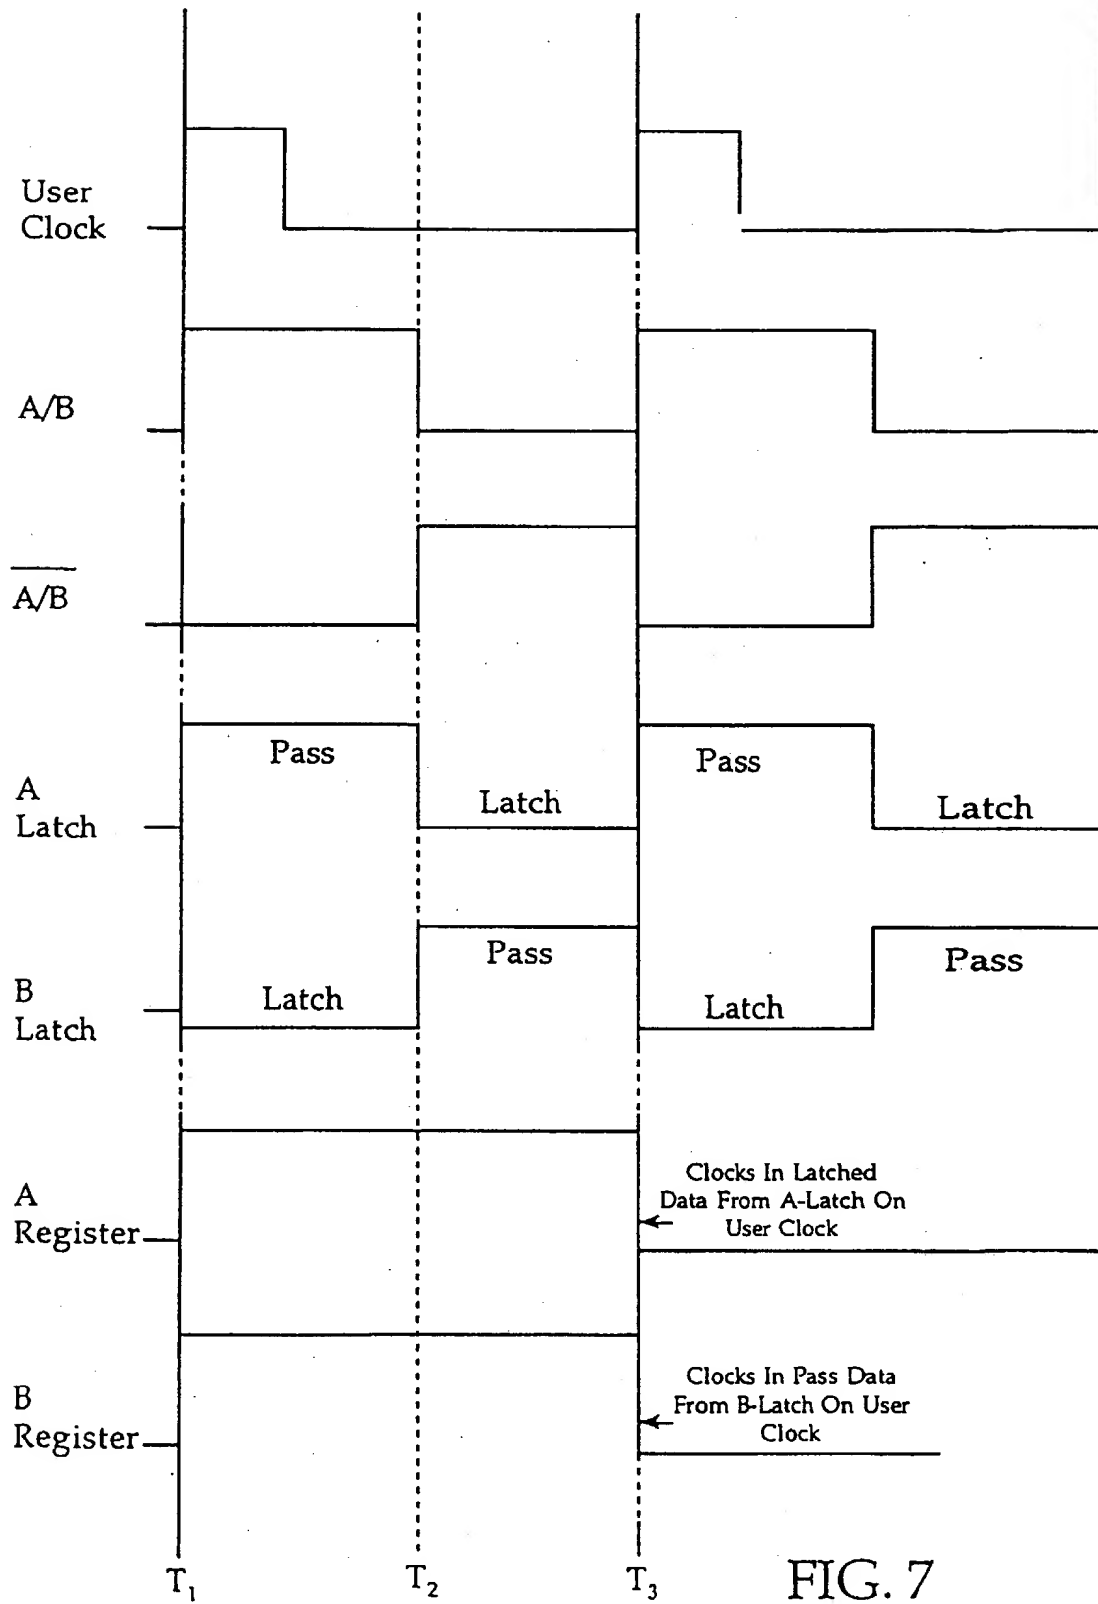 User
Clock
A/B
A/B
Pass
Pass
A
Latch
Latch
Latch
Pass
Pass
B
Latch
Latch
Latch
A
Register
Clocks In Latched
Data From A-Latch On
User Clock
B
Register
Clocks In Pass Data
From B-Latch On User
Clock
T₁
T₂
T₃
FIG. 7